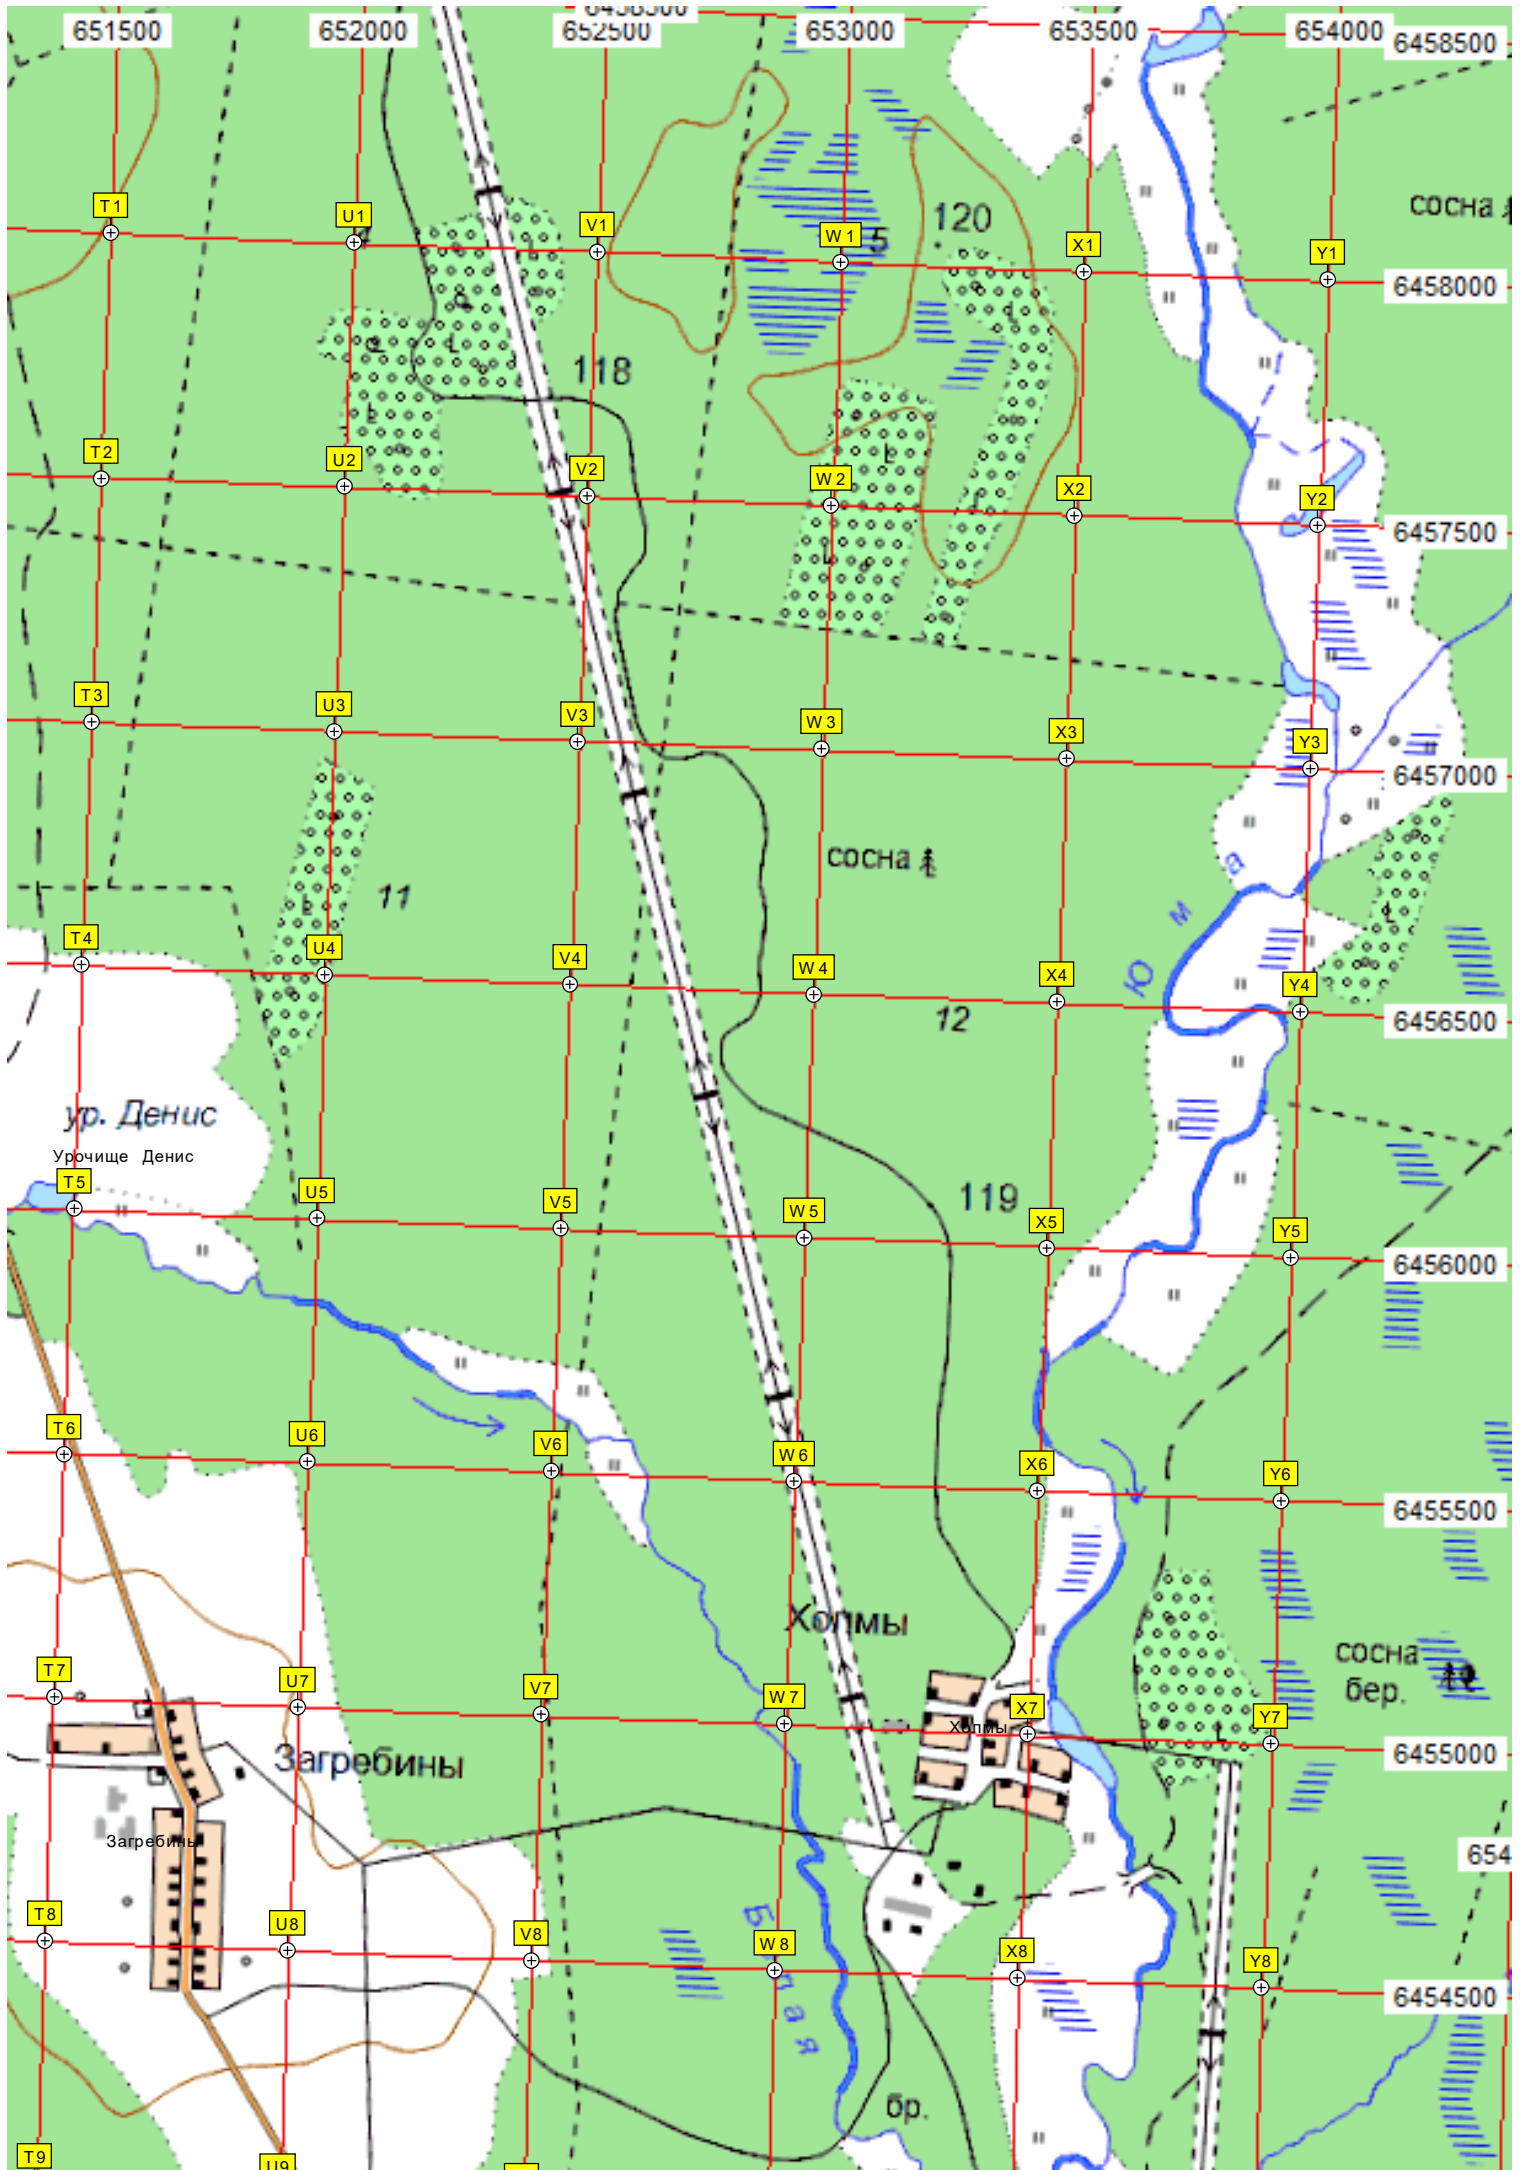 6458500
651500 652000 652500 653000 653500 654000 6458500
сосна
120
T1 U1 V1 W1 5 X1 Y1
6458000
118
T2 U2 V2 W2 X2 Y2
6457500
T3 U3 V3 W3 X3 Y3
6457000
сосна
11
Юма
T4 U4 V4 W4 X4 Y4
12
6456500
ур. Денис
Урочище Денис
119
T5 U5 V5 W5 X5 Y5
6456000
T6 U6 V6 W6 X6 Y6
6455500
Холмы
сосна
бер.
T7 U7 V7 W7 X7 Y7
Холмы
6455000
Загребины
Загребины
654
T8 U8 V8 W8 X8 Y8
6454500
бр.
T9 U9